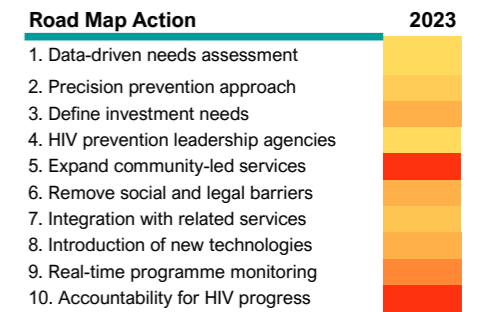 Road Map Action 2023
1. Data-driven needs assessment
2. Precision prevention approach
3. Define investment needs
4. HIV prevention leadership agencies
5. Expand community-led services
6. Remove social and legal barriers
7. Integration with related services
8. Introduction of new technologies
9. Real-time programme monitoring
10. Accountability for HIV progress